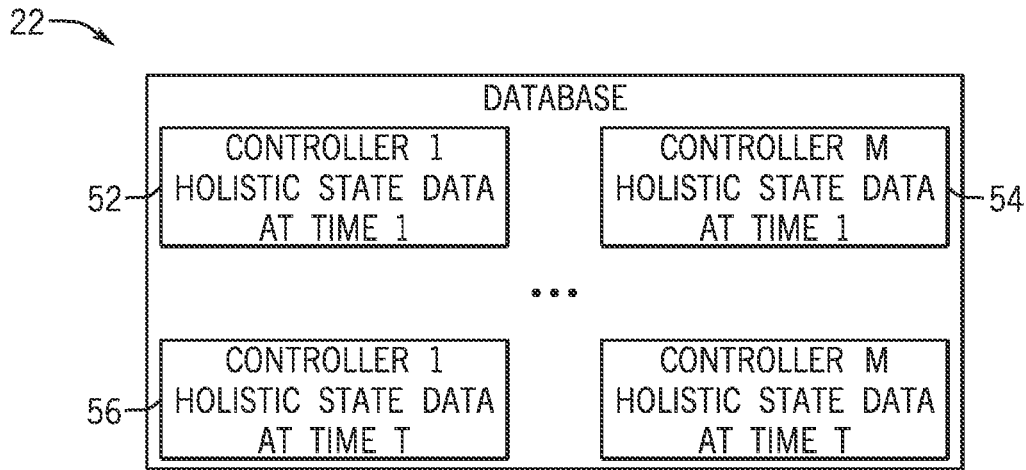 22
DATABASE
CONTROLLER 1
HOLISTIC STATE DATA
AT TIME 1
52
CONTROLLER M
HOLISTIC STATE DATA
AT TIME 1
54
...
CONTROLLER 1
HOLISTIC STATE DATA
AT TIME T
56
CONTROLLER M
HOLISTIC STATE DATA
AT TIME T